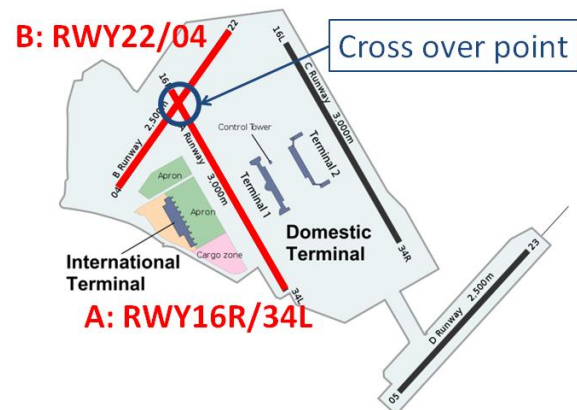 B: RWY22/04
22
16L
Cross over point
16R
C Runway 3,000m
2,500m
B Runway
A Runway 3,000m
Control Tower
Terminal 2
Terminal 1
04
Apron
Apron
Domestic
Terminal
34R
23
International
Terminal
Cargo zone
34L
A: RWY16R/34L
D Runway 2,500m
05